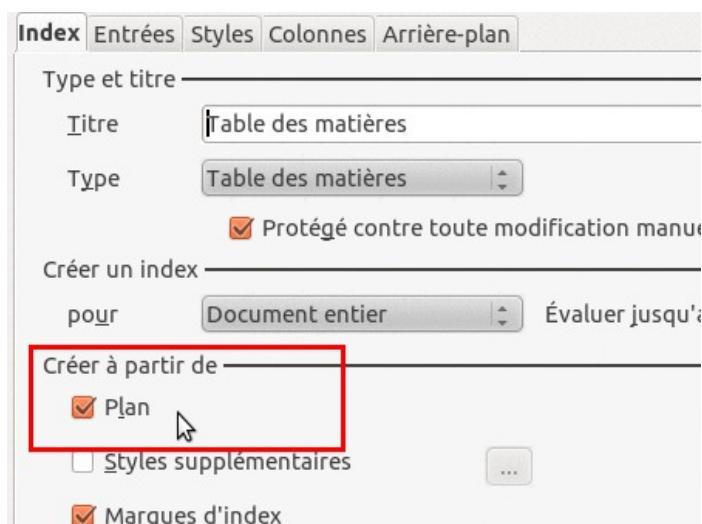 Index Entrées Styles Colonnes Arrière-plan
Type et titre
Titre Table des matières
Type Table des matières
Protégé contre toute modification manue
Créer un index
pour Document entier Évaluer jusqu'a
Créer à partir de
Plan
Styles supplémentaires ...
Marques d'index